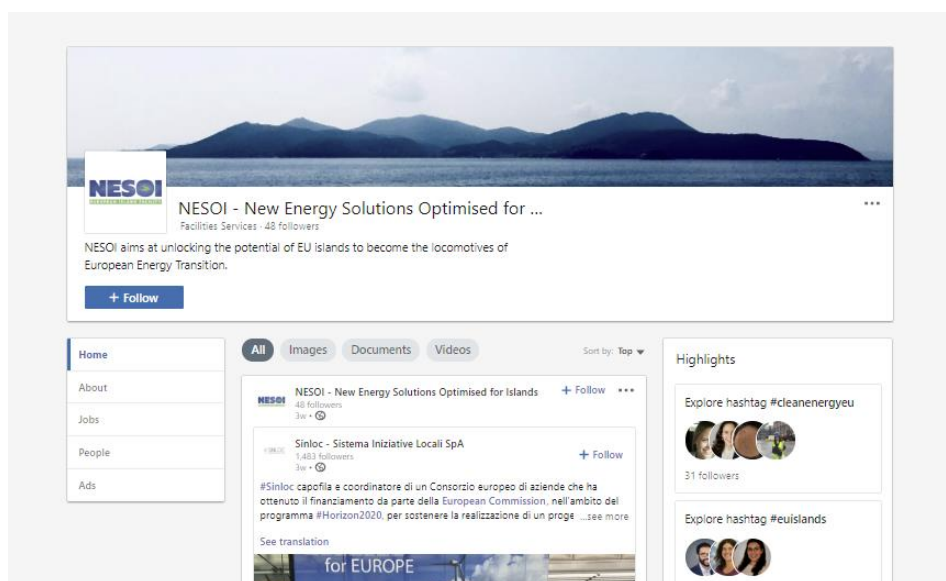 NESOI
EUROPEAN ISLAND FACILITY
NESOI - New Energy Solutions Optimised for ...
Facilities Services · 48 followers
NESOI aims at unlocking the potential of EU islands to become the locomotives of
European Energy Transition.
+ Follow
Home
About
Jobs
People
Ads
All
Images
Documents
Videos
Sort by: Top
NESOI
NESOI - New Energy Solutions Optimised for Islands
48 followers
3w •
+ Follow
Sinloc - Sistema Iniziative Locali SpA
1,483 followers
3w •
+ Follow
#Sinloc capofila e coordinatore di un Consorzio europeo di aziende che ha
ottenuto il finanziamento da parte della European Commission, nell'ambito del
programma #Horizon2020, per sostenere la realizzazione di un proge ...see more
See translation
for EUROPE
Highlights
Explore hashtag #cleanenergyeu
31 followers
Explore hashtag #euislands